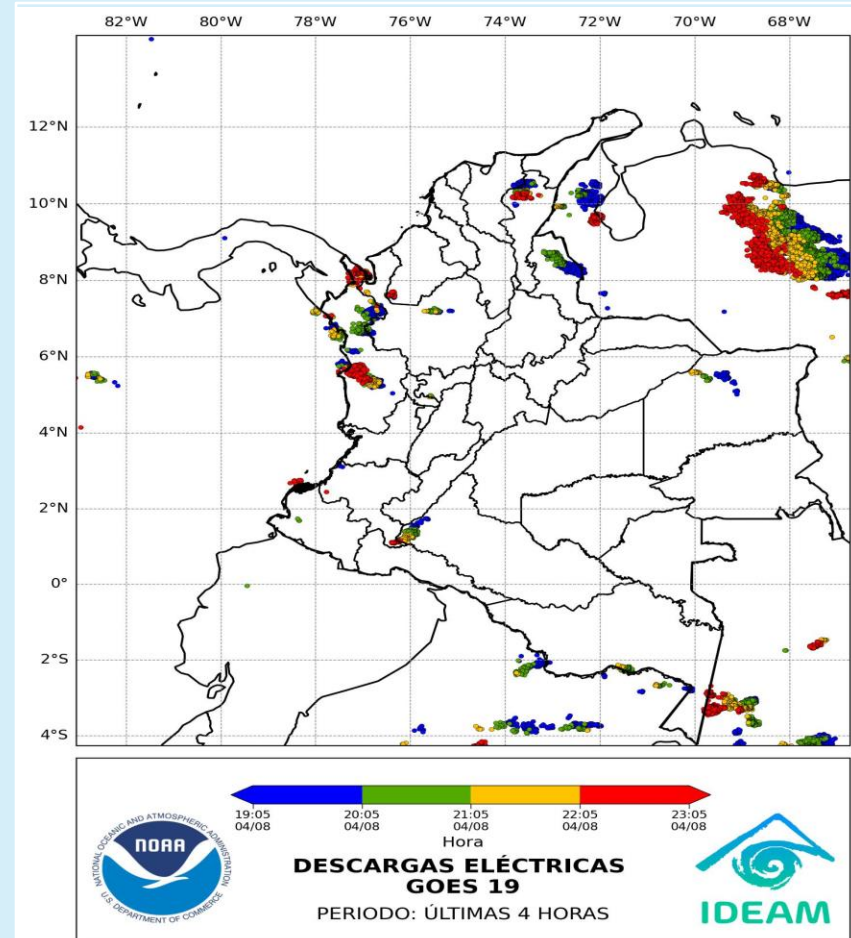 82°W 80°W 78°W 76°W 74°W 72°W 70°W 68°W
12°N
10°N
8°N
6°N
4°N
2°N
0°
2°S
4°S
19:05 20:05 21:05 22:05 23:05
04/08 04/08 04/08 04/08 04/08
Hora
DESCARGAS ELÉCTRICAS
GOES 19
PERIODO: ÚLTIMAS 4 HORAS
NATIONAL OCEANIC AND ATMOSPHERIC ADMINISTRATION
NOAA
U.S. DEPARTMENT OF COMMERCE
IDEAM